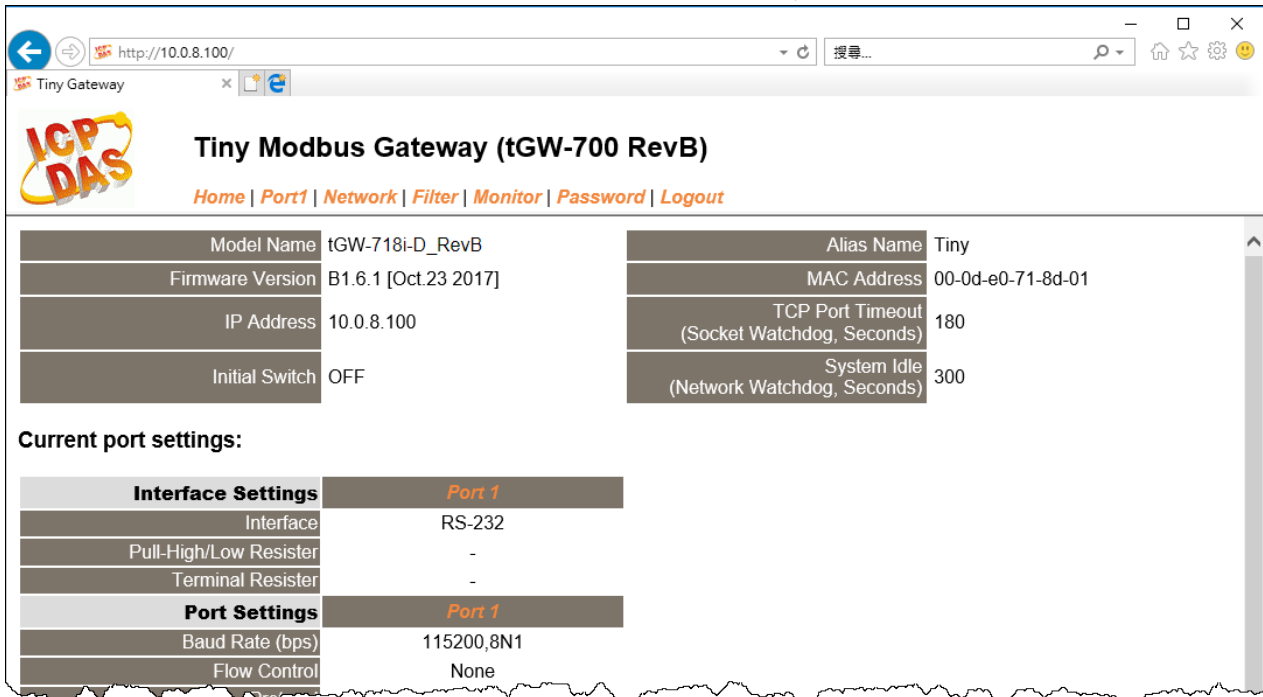 http://10.0.8.100/
搜尋...
Tiny Gateway
ICP
DAS
Tiny Modbus Gateway (tGW-700 RevB)
Home | Port1 | Network | Filter | Monitor | Password | Logout
Model Name tGW-718i-D_RevB Alias Name Tiny
Firmware Version B1.6.1 [Oct.23 2017] MAC Address 00-0d-e0-71-8d-01
IP Address 10.0.8.100 TCP Port Timeout
(Socket Watchdog, Seconds) 180
Initial Switch OFF System Idle
(Network Watchdog, Seconds) 300
Current port settings:
Interface Settings Port 1
Interface RS-232
Pull-High/Low Resister -
Terminal Resister -
Port Settings Port 1
Baud Rate (bps) 115200,8N1
Flow Control None